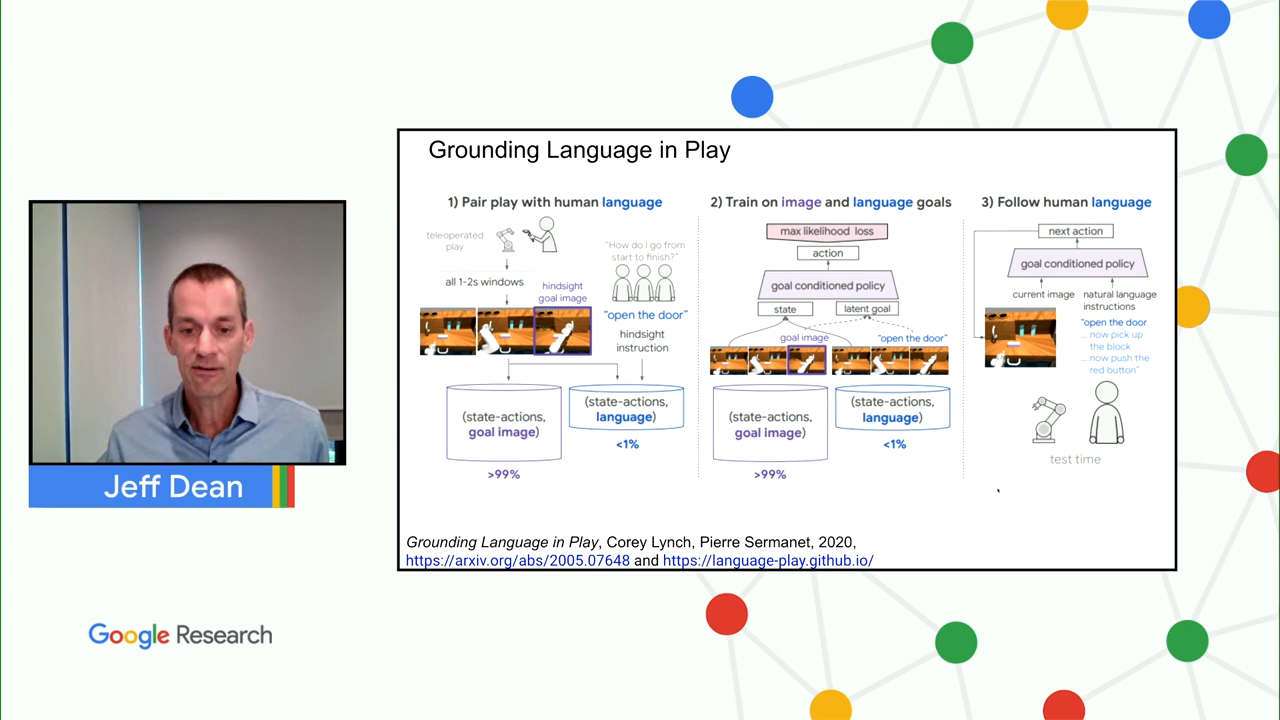 Grounding Language in Play
1) Pair play with human language
teleoperated
play
all 1-2s windows
hindsight
goal image
"How do I go from
start to finish?"
"open the door"
hindsight
instruction
(state-actions,
goal image)
>99%
(state-actions,
language)
<1%
2) Train on image and language goals
max likelihood loss
action
goal conditioned policy
state
latent goal
goal image
"open the door"
(state-actions,
goal image)
>99%
(state-actions,
language)
<1%
3) Follow human language
next action
goal conditioned policy
current image
natural language
instructions
"open the door
... now pick up
the block
... now push the
red button"
test time
Grounding Language in Play, Corey Lynch, Pierre Sermanet, 2020,
https://arxiv.org/abs/2005.07648 and https://language-play.github.io/
Jeff Dean
Google Research